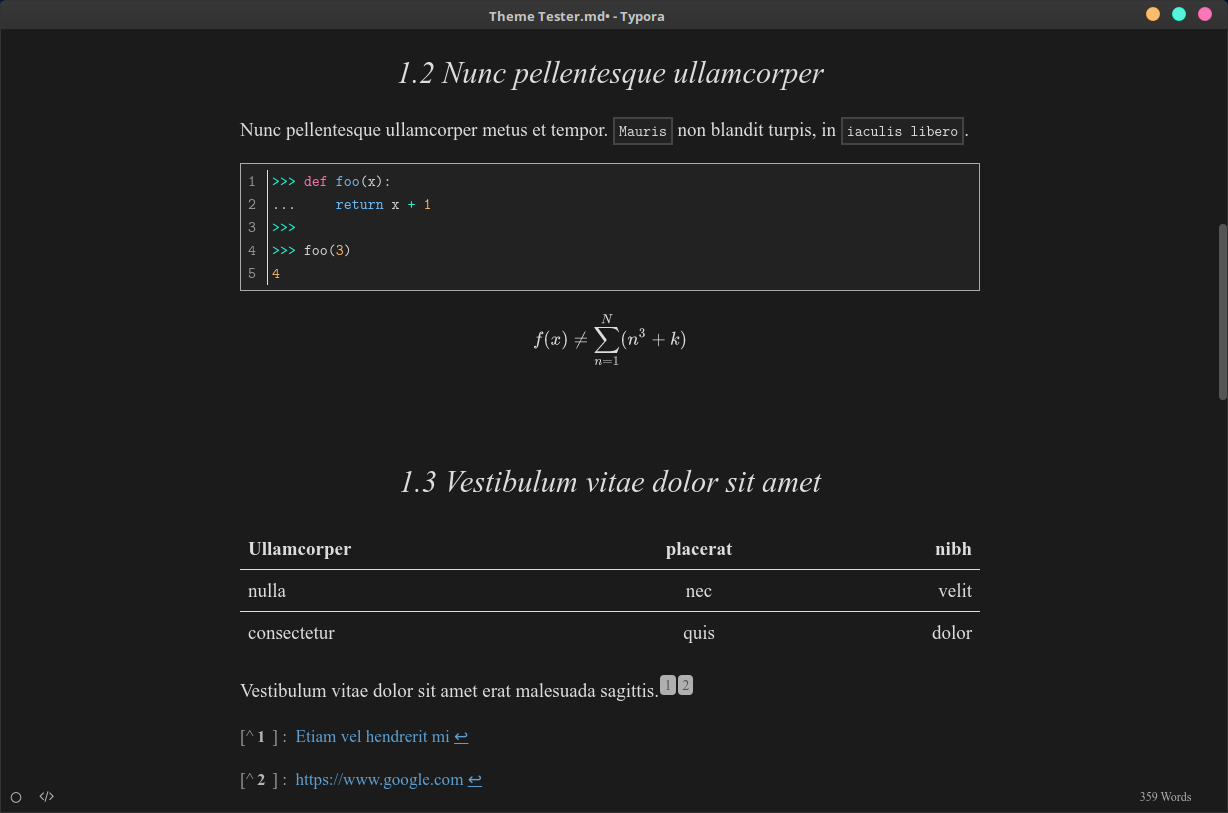 Theme Tester.md• - Typora
1.2 Nunc pellentesque ullamcorper
Nunc pellentesque ullamcorper metus et tempor. Mauris non blandit turpis, in iaculis libero.
1 >>> def foo(x):
2 ...     return x + 1
3 >>>
4 >>> foo(3)
5 4
f(x) ≠ ∑_{n=1}^{N} (n³ + k)
1.3 Vestibulum vitae dolor sit amet
Ullamcorper placerat nibh
nulla nec velit
consectetur quis dolor
Vestibulum vitae dolor sit amet erat malesuada sagittis. 1 2
[^ 1 ] : Etiam vel hendrerit mi ↩
[^ 2 ] : https://www.google.com ↩
</> 359 Words